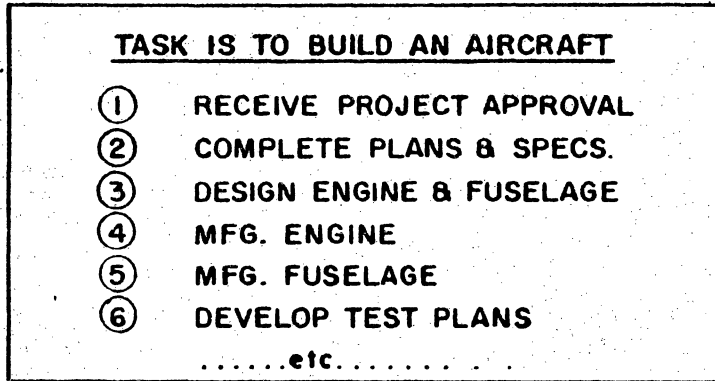 TASK IS TO BUILD AN AIRCRAFT
① RECEIVE PROJECT APPROVAL
② COMPLETE PLANS & SPECS.
③ DESIGN ENGINE & FUSELAGE
④ MFG. ENGINE
⑤ MFG. FUSELAGE
⑥ DEVELOP TEST PLANS
......etc.........